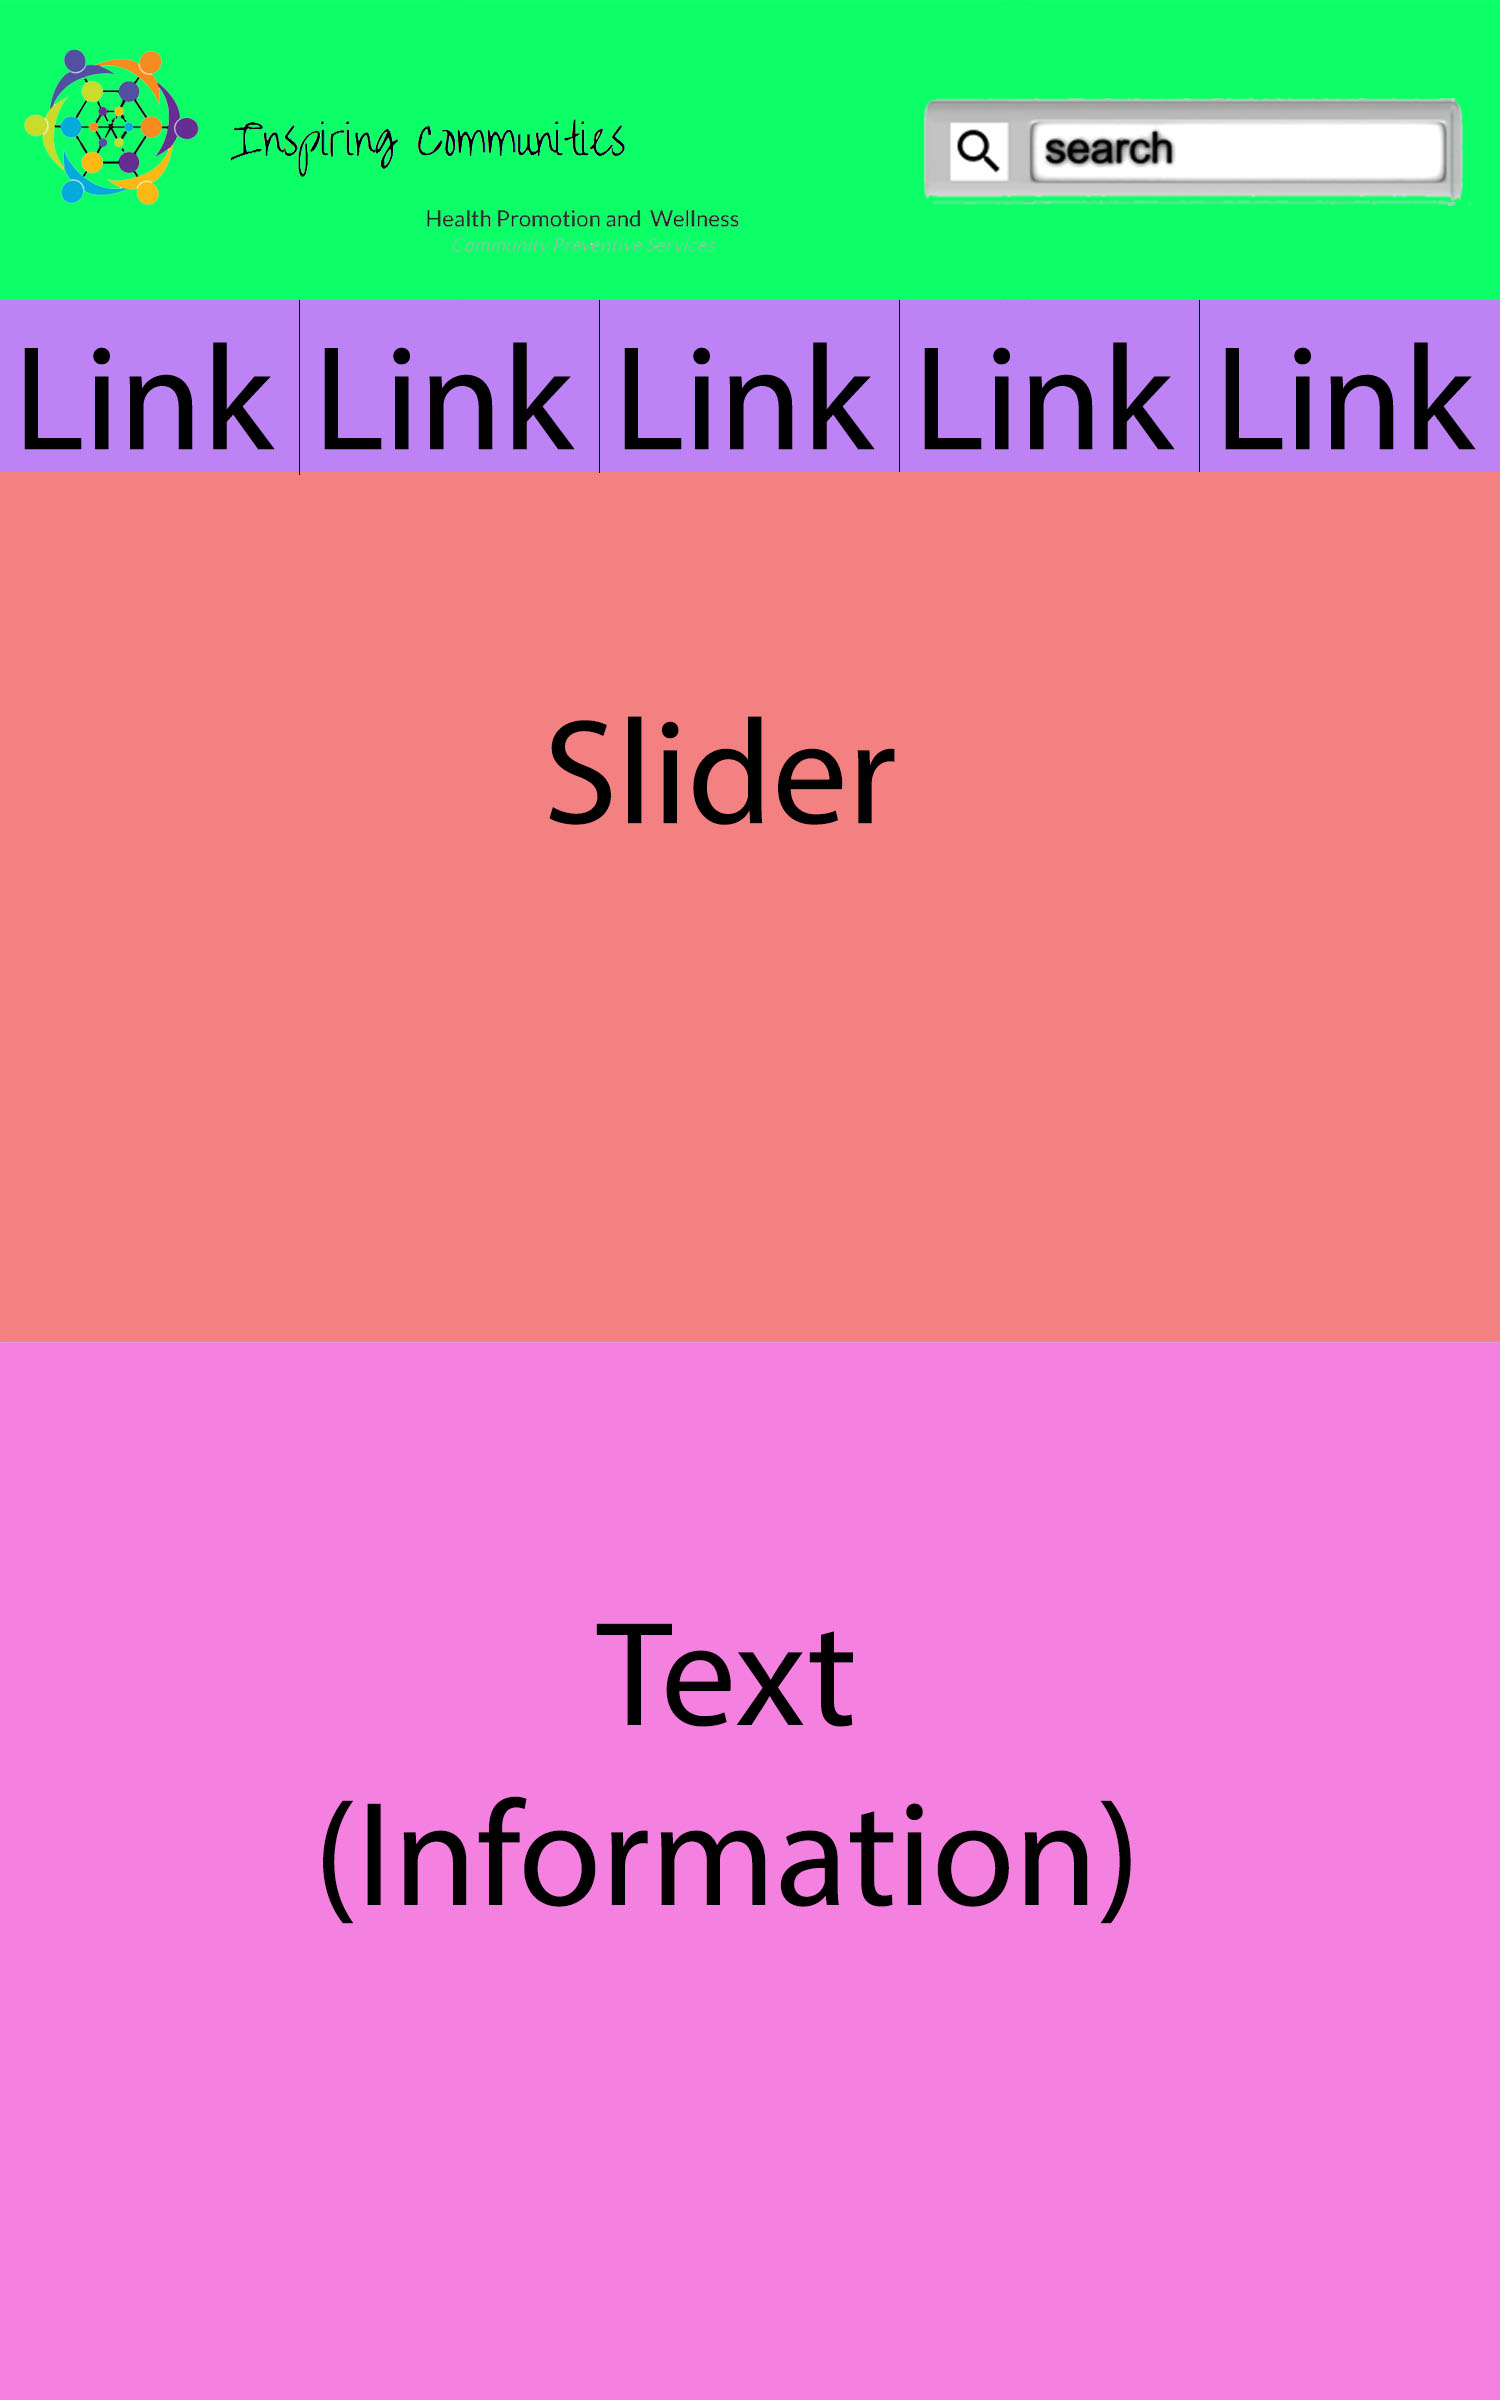 Inspiring Communities
search
Health Promotion and Wellness
Community Preventive Services
Link Link Link Link Link
Slider
Text
(Information)